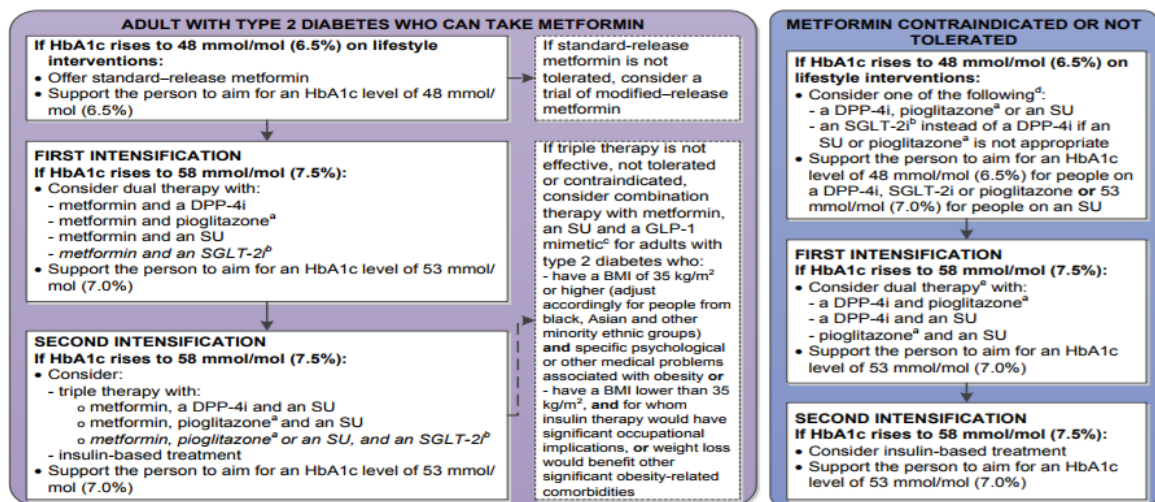 ADULT WITH TYPE 2 DIABETES WHO CAN TAKE METFORMIN
If HbA1c rises to 48 mmol/mol (6.5%) on lifestyle
interventions:
• Offer standard–release metformin
• Support the person to aim for an HbA1c level of 48 mmol/
mol (6.5%)
If standard-release
metformin is not
tolerated, consider a
trial of modified–release
metformin
FIRST INTENSIFICATION
If HbA1c rises to 58 mmol/mol (7.5%):
• Consider dual therapy with:
- metformin and a DPP-4i
- metformin and pioglitazoneᵃ
- metformin and an SU
- metformin and an SGLT-2iᵇ
• Support the person to aim for an HbA1c level of 53 mmol/
mol (7.0%)
SECOND INTENSIFICATION
If HbA1c rises to 58 mmol/mol (7.5%):
• Consider:
- triple therapy with:
o metformin, a DPP-4i and an SU
o metformin, pioglitazoneᵃ and an SU
o metformin, pioglitazoneᵃ or an SU, and an SGLT-2iᵇ
- insulin-based treatment
• Support the person to aim for an HbA1c level of 53 mmol/
mol (7.0%)
If triple therapy is not
effective, not tolerated
or contraindicated,
consider combination
therapy with metformin,
an SU and a GLP-1
mimeticᶜ for adults with
type 2 diabetes who:
- have a BMI of 35 kg/m²
or higher (adjust
accordingly for people from
black, Asian and other
minority ethnic groups)
and specific psychological
or other medical problems
associated with obesity or
- have a BMI lower than 35
kg/m², and for whom
insulin therapy would have
significant occupational
implications, or weight loss
would benefit other
significant obesity-related
comorbidities
METFORMIN CONTRAINDICATED OR NOT
TOLERATED
If HbA1c rises to 48 mmol/mol (6.5%) on
lifestyle interventions:
• Consider one of the followingᵈ:
- a DPP-4i, pioglitazoneᵃ or an SU
- an SGLT-2iᵇ instead of a DPP-4i if an
SU or pioglitazoneᵃ is not appropriate
• Support the person to aim for an HbA1c
level of 48 mmol/mol (6.5%) for people on
a DPP-4i, SGLT-2i or pioglitazone or 53
mmol/mol (7.0%) for people on an SU
FIRST INTENSIFICATION
If HbA1c rises to 58 mmol/mol (7.5%):
• Consider dual therapyᵉ with:
- a DPP-4i and pioglitazoneᵃ
- a DPP-4i and an SU
- pioglitazoneᵃ and an SU
• Support the person to aim for an HbA1c
level of 53 mmol/mol (7.0%)
SECOND INTENSIFICATION
If HbA1c rises to 58 mmol/mol (7.5%):
• Consider insulin-based treatment
• Support the person to aim for an HbA1c
level of 53 mmol/mol (7.0%)